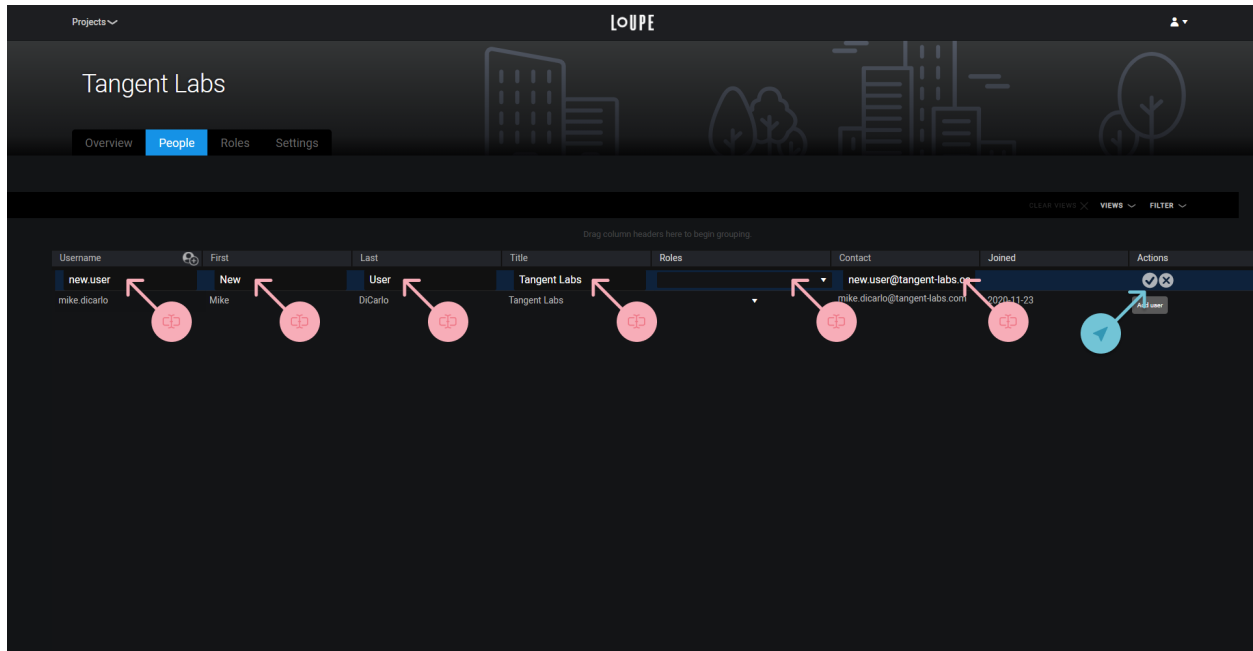 Projects
LOUPE
Tangent Labs
Overview People Roles Settings
CLEAR VIEWS VIEWS FILTER
Drag column headers here to begin grouping
Username First Last Title Roles Contact Joined Actions
new.user New User Tangent Labs new.user@tangent-labs.co
mike.dicarlo Mike DiCarlo Tangent Labs mike.dicarlo@tangent-labs.com 2020-11-23
Add user